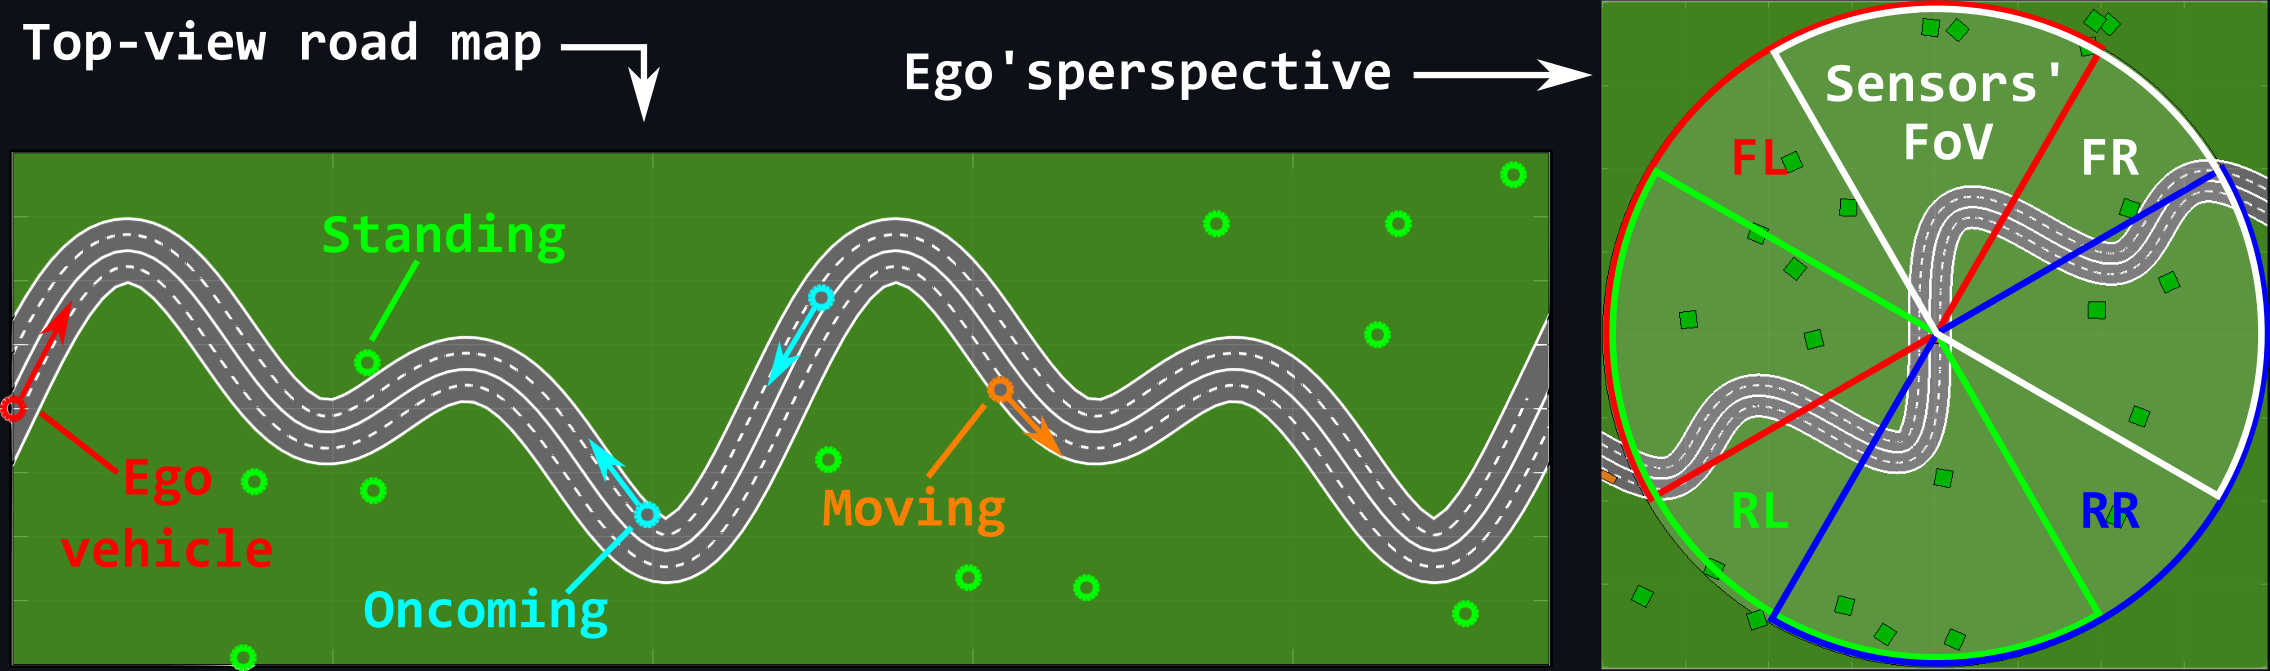 Top-view road map
Ego'sperspective
Standing
Ego
vehicle
Oncoming
Moving
Sensors'
FoV
FL
FR
RL
RR